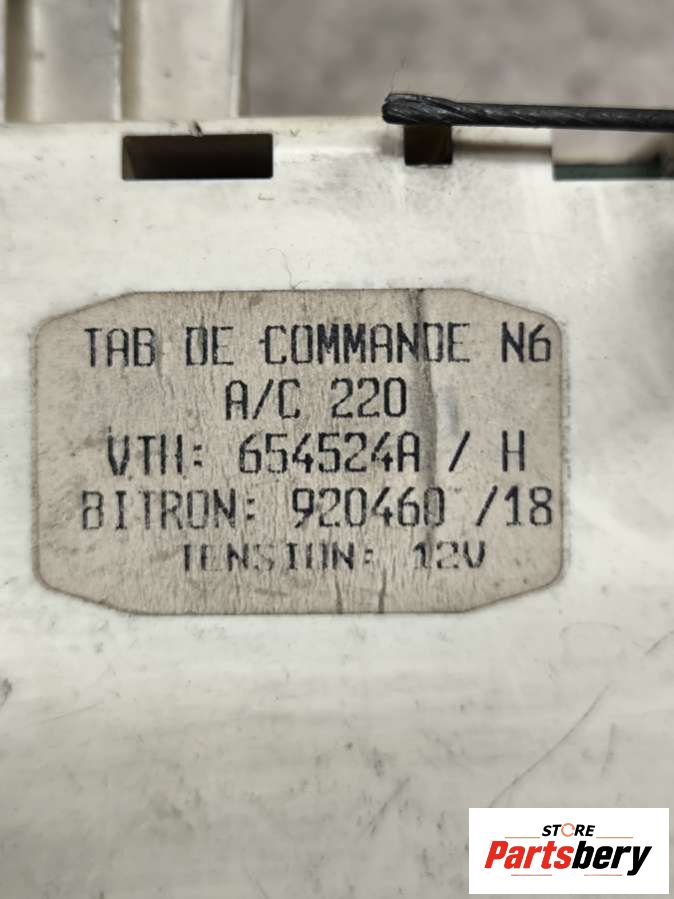 TAB DE COMMANDE N6
A/C 220
VTH: 654524A / H
BITRON: 920460 /18
TENSION: 12V
STORE
Partsbery